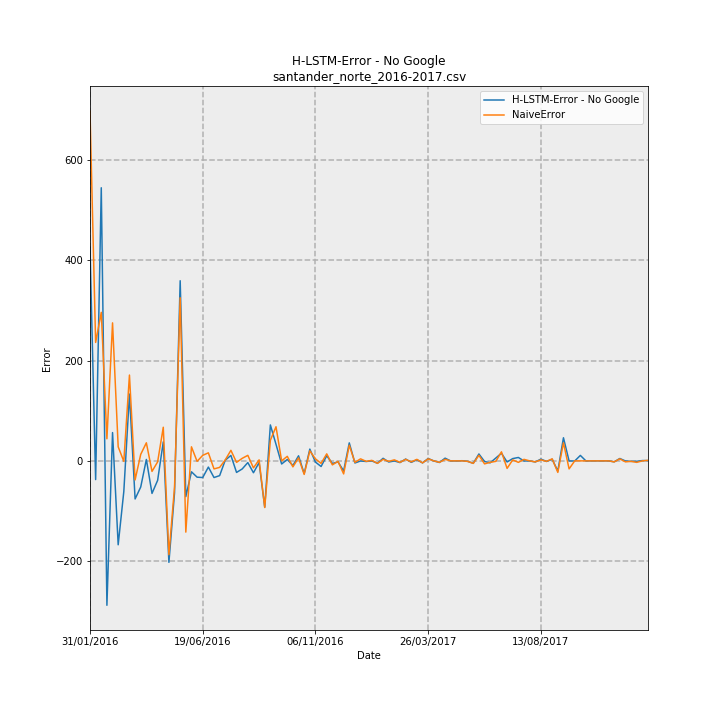 H-LSTM-Error - No Google
santander_norte_2016-2017.csv
H-LSTM-Error - No Google
NaiveError
600
400
200
0
−200
Error
31/01/2016
19/06/2016
06/11/2016
26/03/2017
13/08/2017
Date